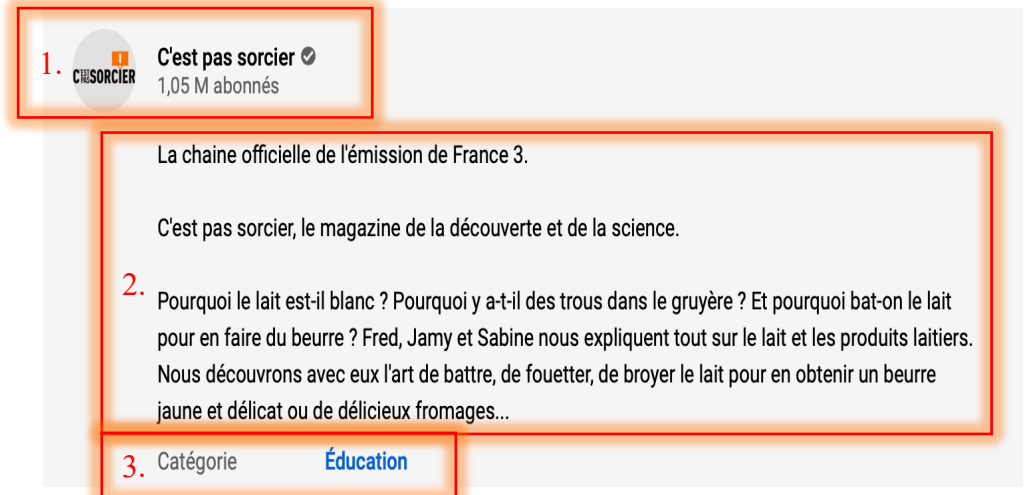 1.
C'EST PAS SORCIER
C'est pas sorcier
1,05 M abonnés
La chaine officielle de l'émission de France 3.
C'est pas sorcier, le magazine de la découverte et de la science.
2.
Pourquoi le lait est-il blanc ? Pourquoi y a-t-il des trous dans le gruyère ? Et pourquoi bat-on le lait
pour en faire du beurre ? Fred, Jamy et Sabine nous expliquent tout sur le lait et les produits laitiers.
Nous découvrons avec eux l'art de battre, de fouetter, de broyer le lait pour en obtenir un beurre
jaune et délicat ou de délicieux fromages...
3. Catégorie Éducation